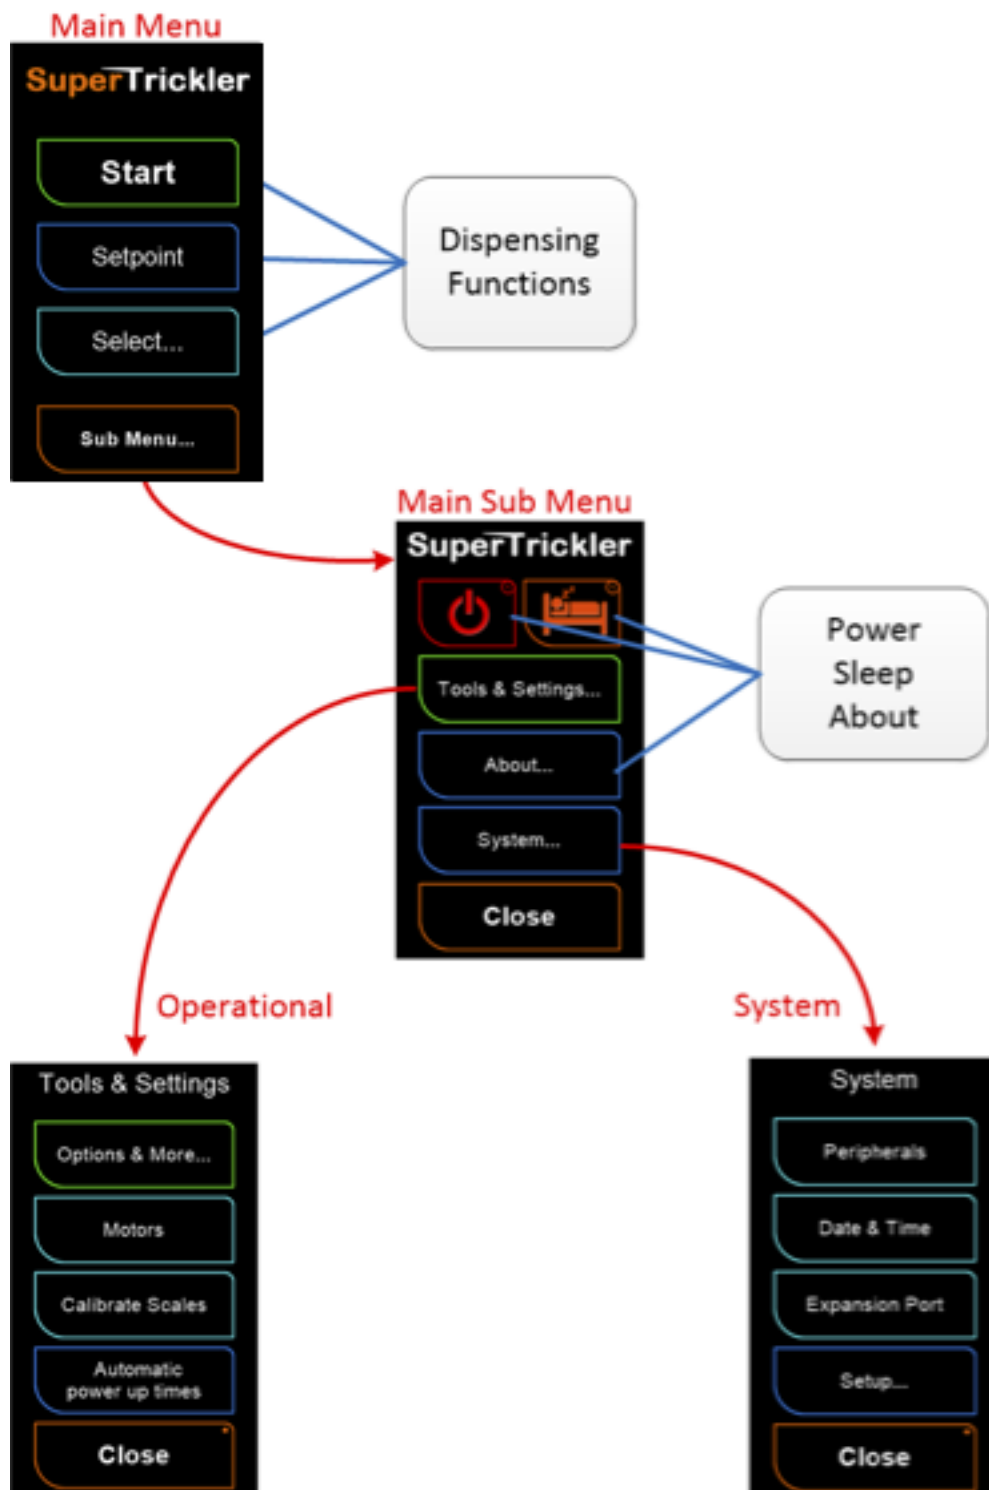 Main Menu
SuperTrickler
Start
Setpoint
Select...
Sub Menu...
Dispensing
Functions
Main Sub Menu
SuperTrickler
Tools & Settings...
About...
System...
Close
Power
Sleep
About
Operational
System
Tools & Settings
Options & More...
Motors
Calibrate Scales
Automatic
power up times
Close
System
Peripherals
Date & Time
Expansion Port
Setup...
Close